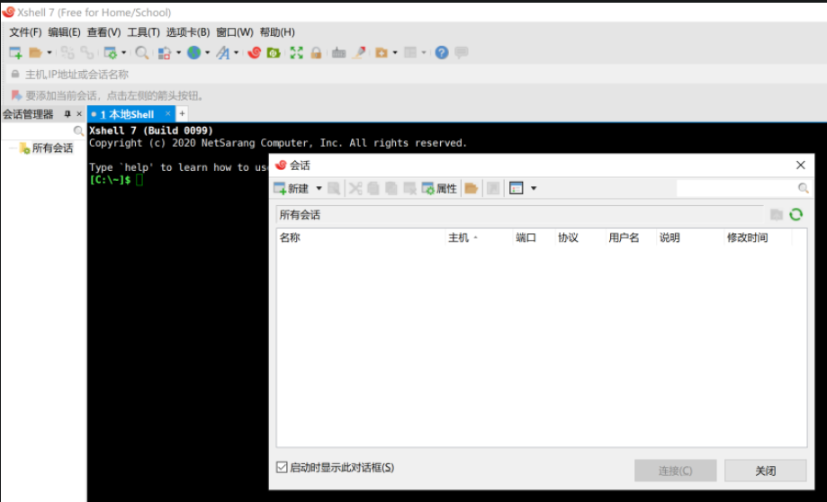 Xshell 7 (Free for Home/School)
文件(F) 编辑(E) 查看(V) 工具(T) 选项卡(B) 窗口(W) 帮助(H)
主机,IP地址或会话名称
要添加当前会话，点击左侧的箭头按钮。
会话管理器
1 本地Shell
所有会话
Xshell 7 (Build 0099)
Copyright (c) 2020 NetSarang Computer, Inc. All rights reserved.
Type `help' to learn how to us
[C:\~]$
会话
新建 属性
所有会话
名称 主机 端口 协议 用户名 说明 修改时间
启动时显示此对话框(S)
连接(C) 关闭